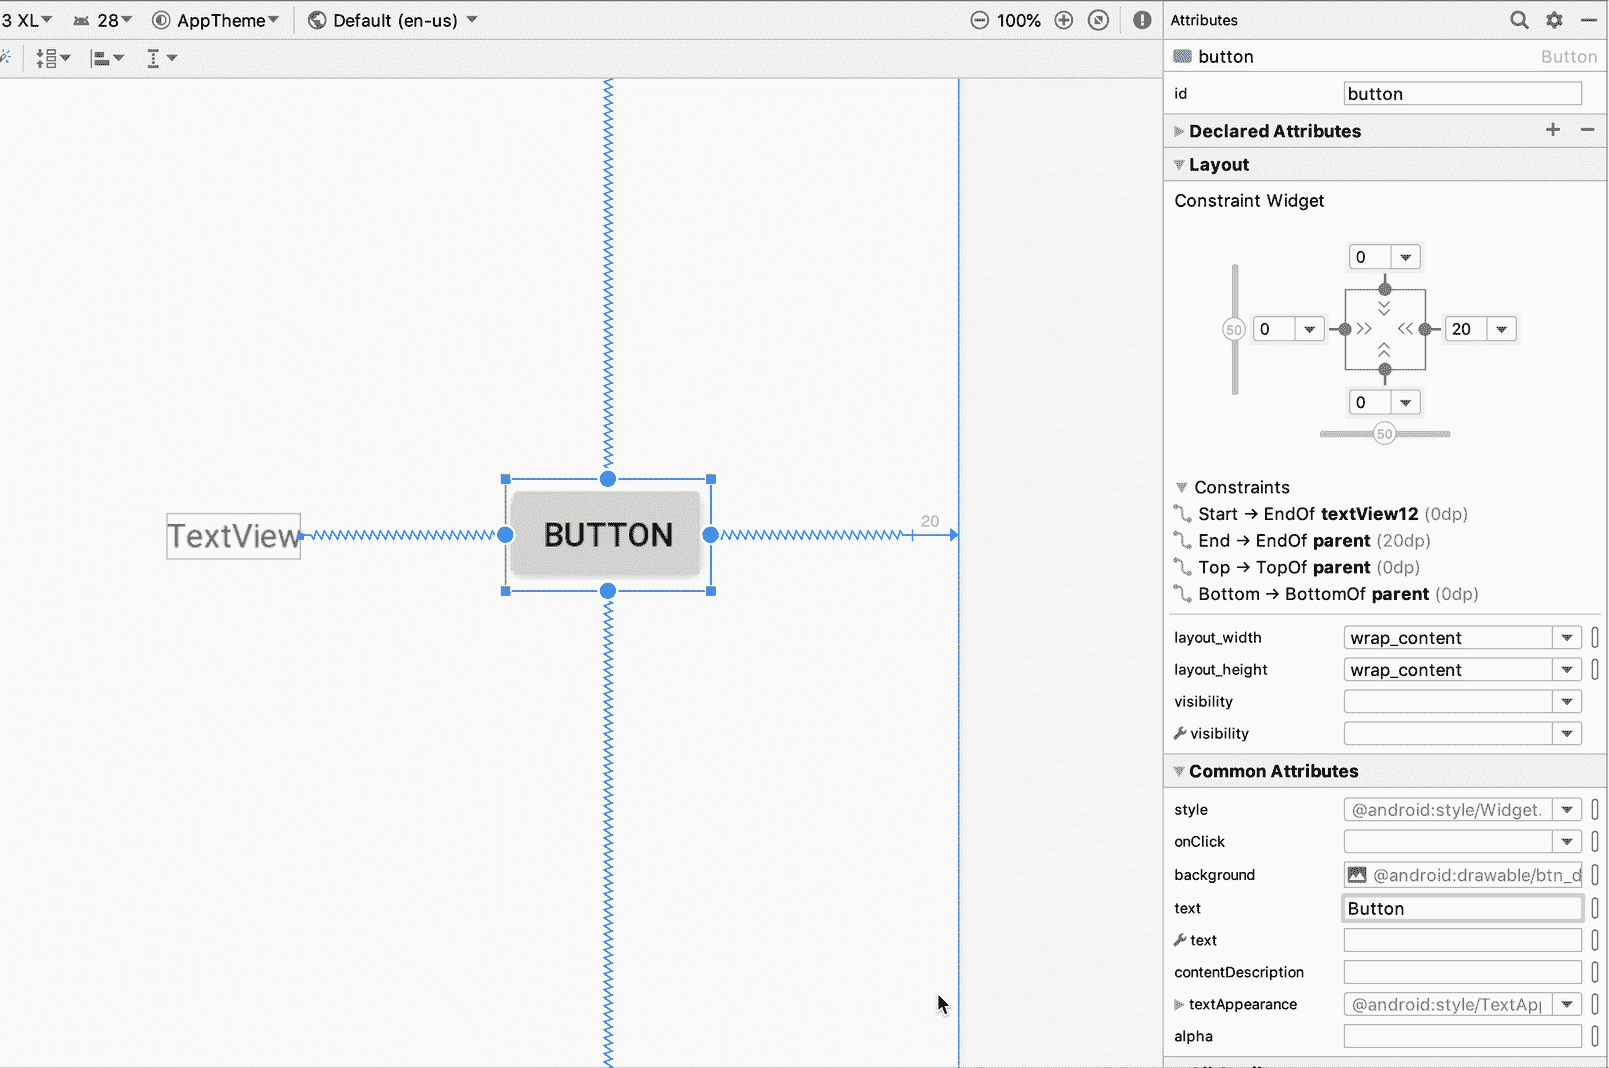 3 XL 28 AppTheme Default (en-us) 100%
Attributes
button Button
id button
Declared Attributes
Layout
Constraint Widget
0
50 0 20
0
50
Constraints
Start → EndOf textView12 (0dp)
End → EndOf parent (20dp)
Top → TopOf parent (0dp)
Bottom → BottomOf parent (0dp)
layout_width wrap_content
layout_height wrap_content
visibility
visibility
Common Attributes
style @android:style/Widget.
onClick
background @android:drawable/btn_d
text Button
text
contentDescription
textAppearance @android:style/TextAp
alpha
TextView
BUTTON
20